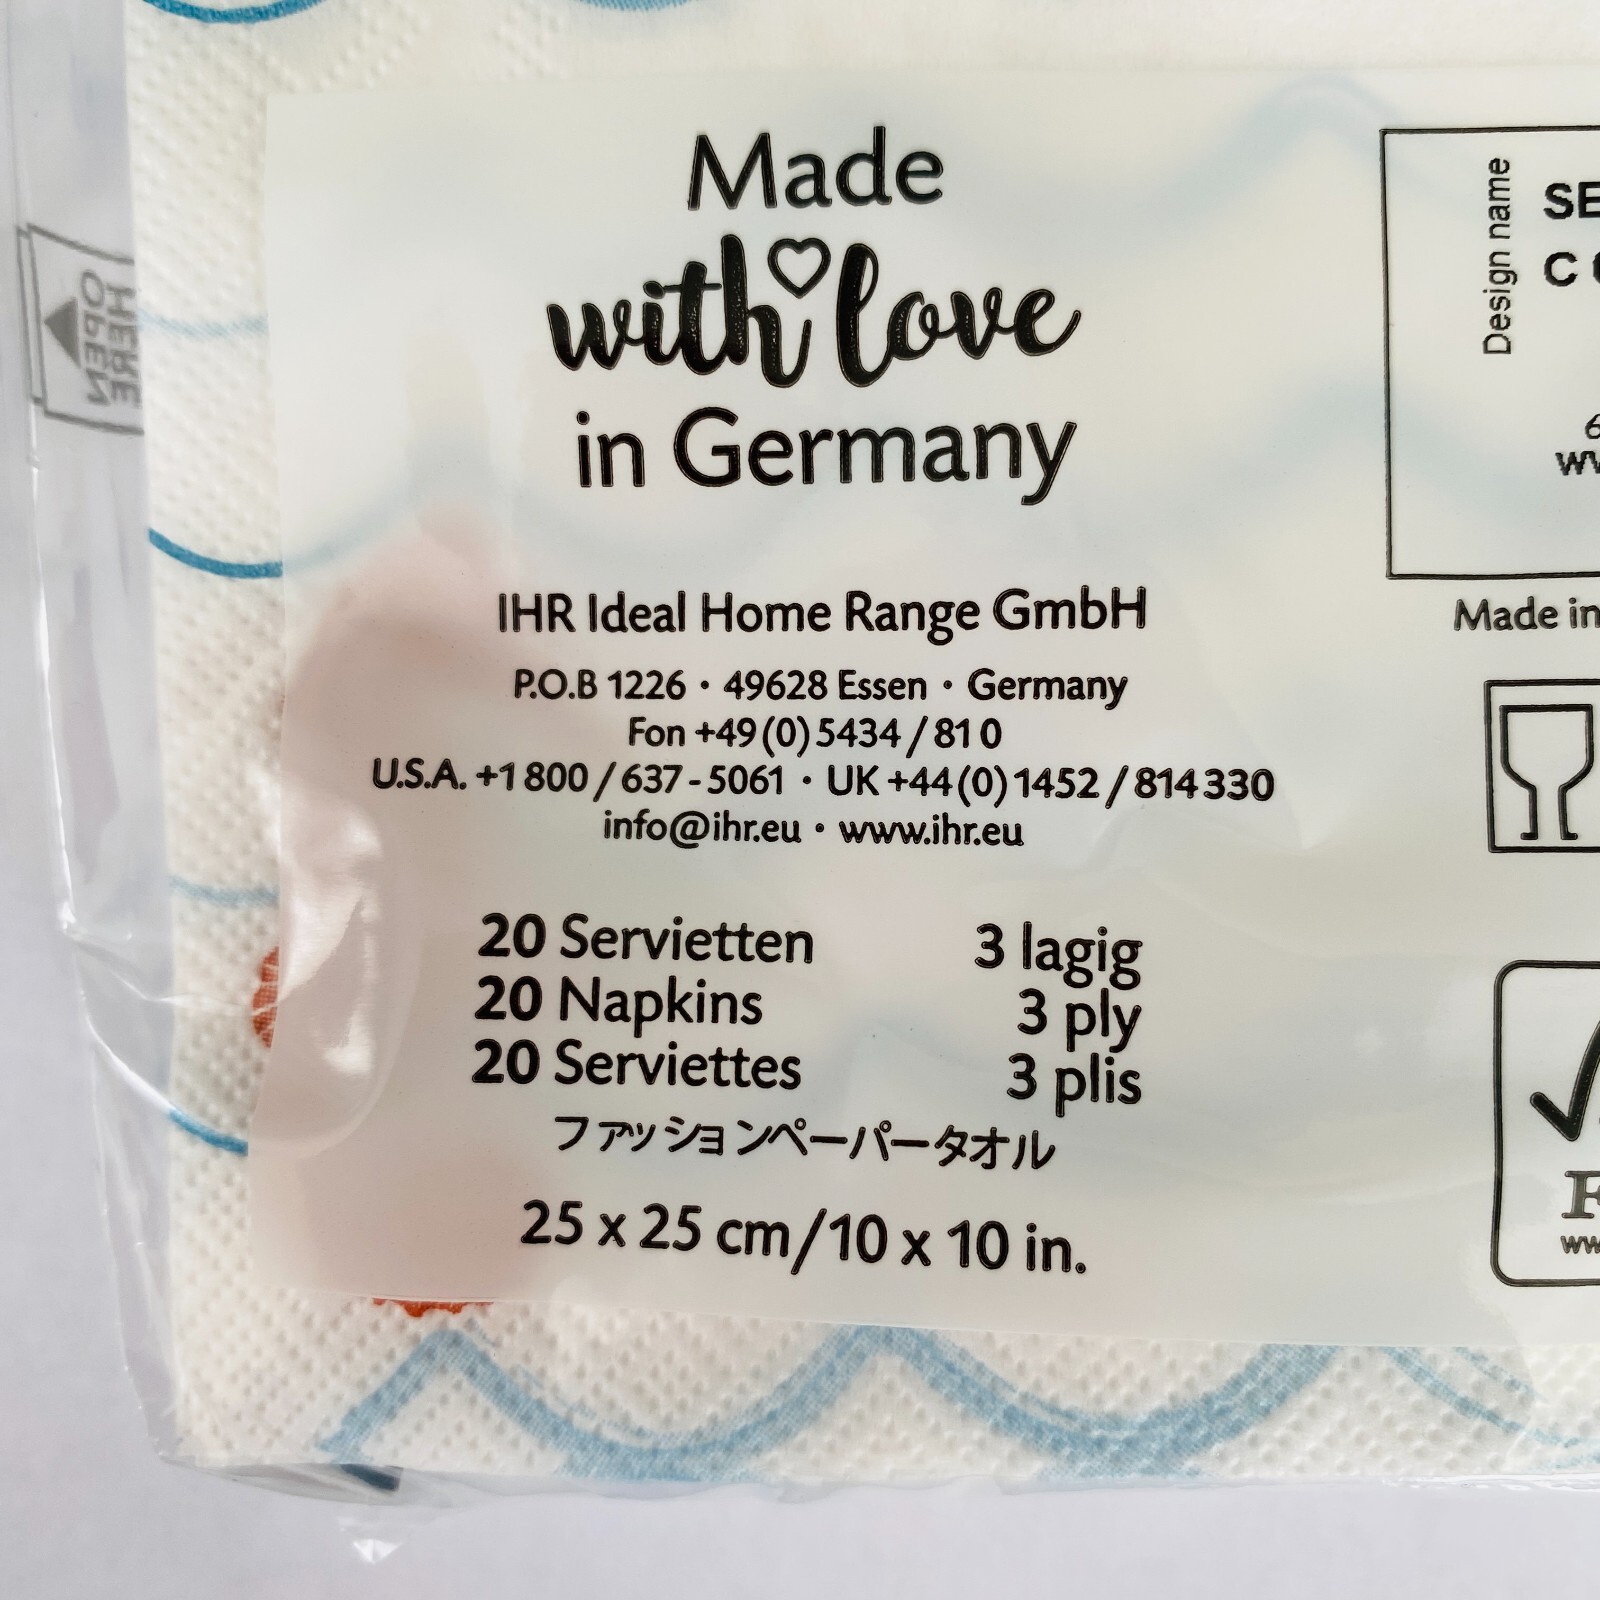 Made
with love
in Germany
IHR Ideal Home Range GmbH
P.O.B 1226 • 49628 Essen • Germany
Fon +49 (0) 5434 / 81 0
U.S.A. +1 800 / 637 - 5061 • UK +44 (0) 1452 / 814 330
info@ihr.eu • www.ihr.eu
20 Servietten 3 lagig
20 Napkins 3 ply
20 Serviettes 3 plis
ファッションペーパータオル
25 x 25 cm/10 x 10 in.
OPEN
HERE
Design name
Made in